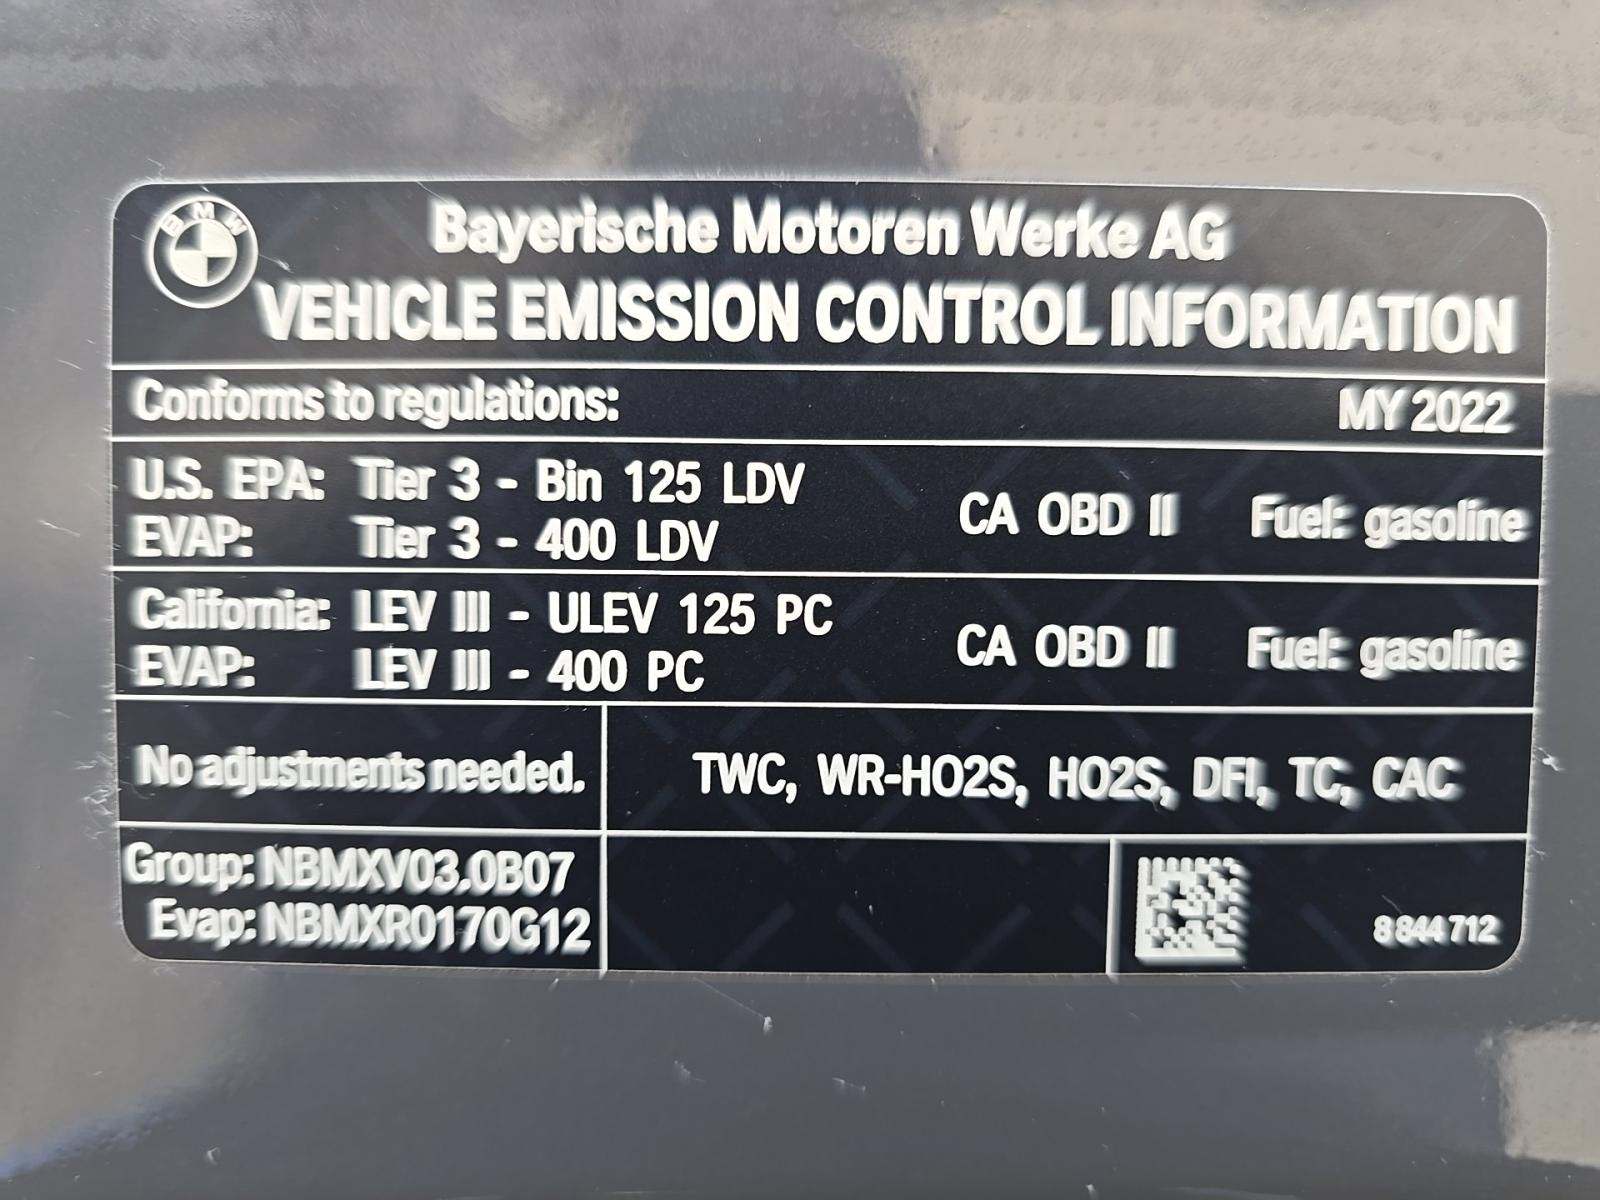 BMW
Bayerische Motoren Werke AG
VEHICLE EMISSION CONTROL INFORMATION
Conforms to regulations: MY 2022
U.S. EPA: Tier 3 - Bin 125 LDV
EVAP: Tier 3 - 400 LDV
CA OBD II Fuel: gasoline
California: LEV III - ULEV 125 PC
EVAP: LEV III - 400 PC
CA OBD II Fuel: gasoline
No adjustments needed.
TWC, WR-HO2S, HO2S, DFI, TC, CAC
Group: NBMXV03.0B07
Evap: NBMXR0170G12
8 844 712